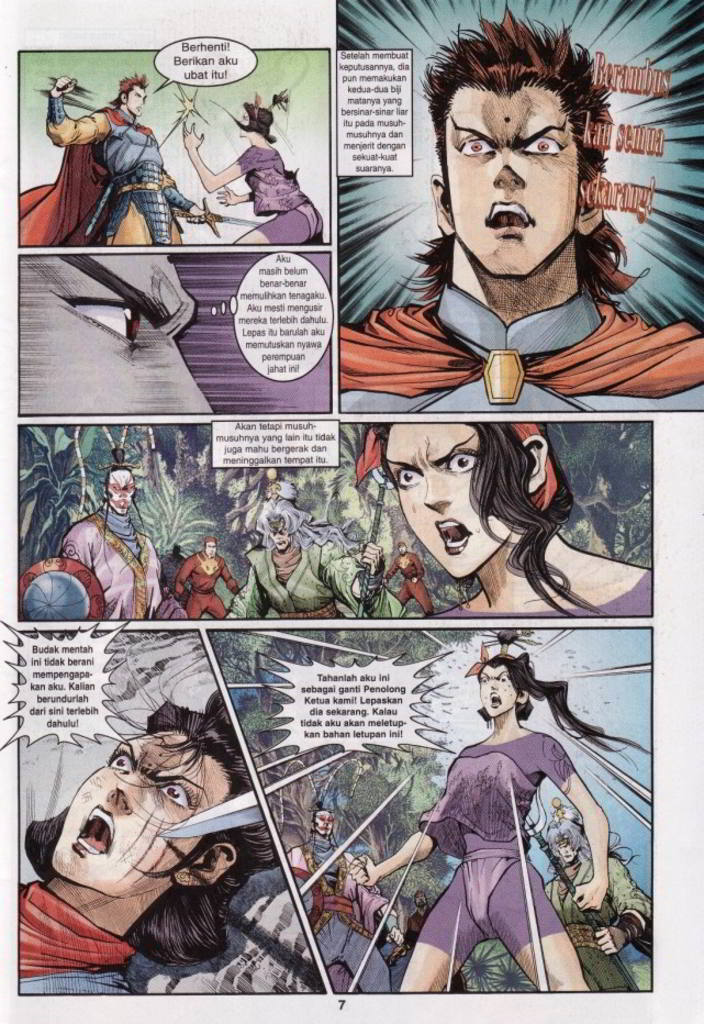 Berhenti!
Berikan aku
ubat itu!
Setelah membuat
keputusannya, dia
pun memakukan
kedua-dua biji
matanya yang
bersinar-sinar liar
itu pada musuh-
musuhnya dan
menjerit dengan
sekuat-kuat
suaranya.
Berambus
kan semua
sekarang!
Aku
masih belum
benar-benar
memulihkan tenagaku.
Aku mesti mengusir
mereka terlebih dahulu.
Lepas itu barulah aku
memutuskan nyawa
perempuan
jahat ini!
Akan tetapi musuh-
musuhnya yang lain itu tidak
juga mahu bergerak dan
meninggalkan tempat itu.
Budak mentah
ini tidak berani
mempengapa-
kan aku. Kalian
berundurlah
dari sini terlebih
dahulu!
Tahanlah aku ini
sebagai ganti Penolong
Ketua kami! Lepaskan
dia sekarang. Kalau
tidak aku akan meletup-
kan bahan letupan ini!
7